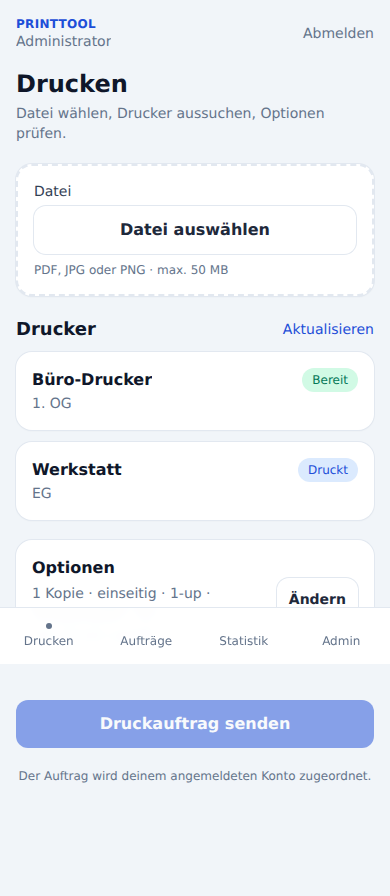 PRINTTOOL
Administrator
Abmelden
Drucken
Datei wählen, Drucker aussuchen, Optionen
prüfen.
Datei
Datei auswählen
PDF, JPG oder PNG · max. 50 MB
Drucker
Aktualisieren
Büro-Drucker
Bereit
1. OG
Werkstatt
Druckt
EG
Optionen
1 Kopie · einseitig · 1-up ·
Ändern
Drucken
Aufträge
Statistik
Admin
Druckauftrag senden
Der Auftrag wird deinem angemeldeten Konto zugeordnet.